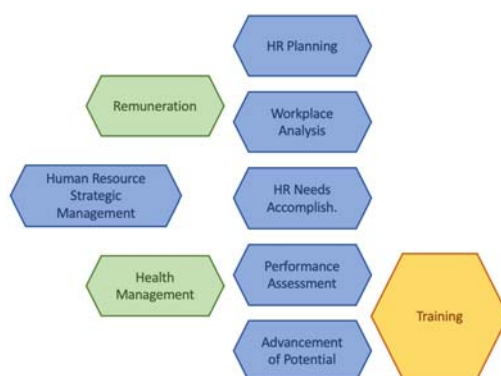 HR Planning
Remuneration
Workplace
Analysis
Human Resource
Strategic
Management
HR Needs
Accomplish.
Health
Management
Performance
Assessment
Training
Advancement
of Potential